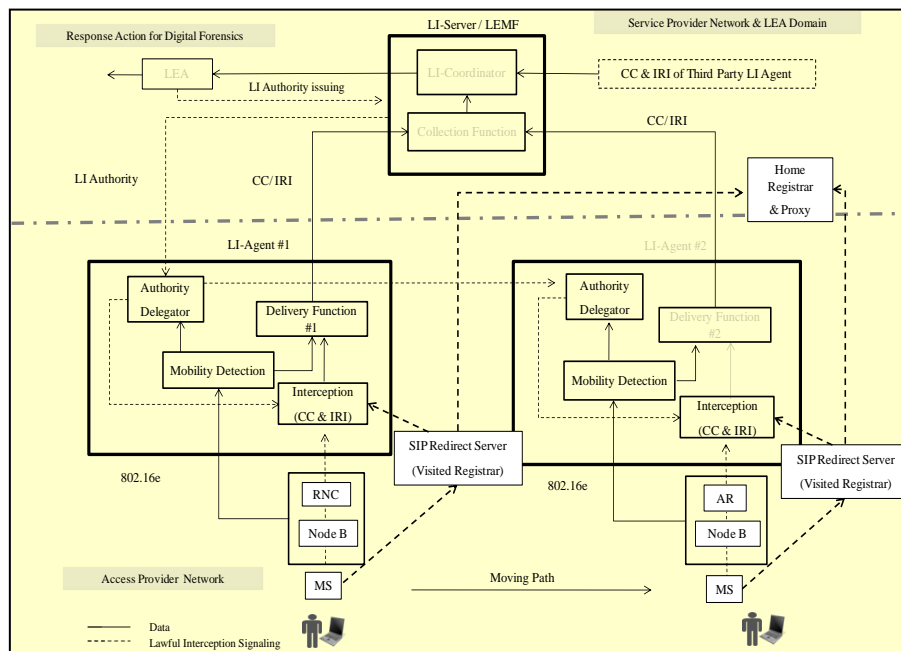 LI-Server / LEMF
Service Provider Network & LEA Domain
Response Action for Digital Forensics
LEA
LI-Coordinator
CC & IRI of Third Party LI Agent
LI Authority issuing
Collection Function
CC/IRI
LI Authority
CC/IRI
Home
Registrar
& Proxy
LI-Agent #1
LI-Agent #2
Authority
Delegator
Delivery Function
#1
Mobility Detection
Interception
(CC & IRI)
Authority
Delegator
Delivery Function
#2
Mobility Detection
Interception
(CC & IRI)
SIP Redirect Server
(Visited Registrar)
SIP Redirect Server
(Visited Registrar)
802.16e
802.16e
RNC
Node B
AR
Node B
MS
MS
Access Provider Network
Moving Path
Data
Lawful Interception Signaling